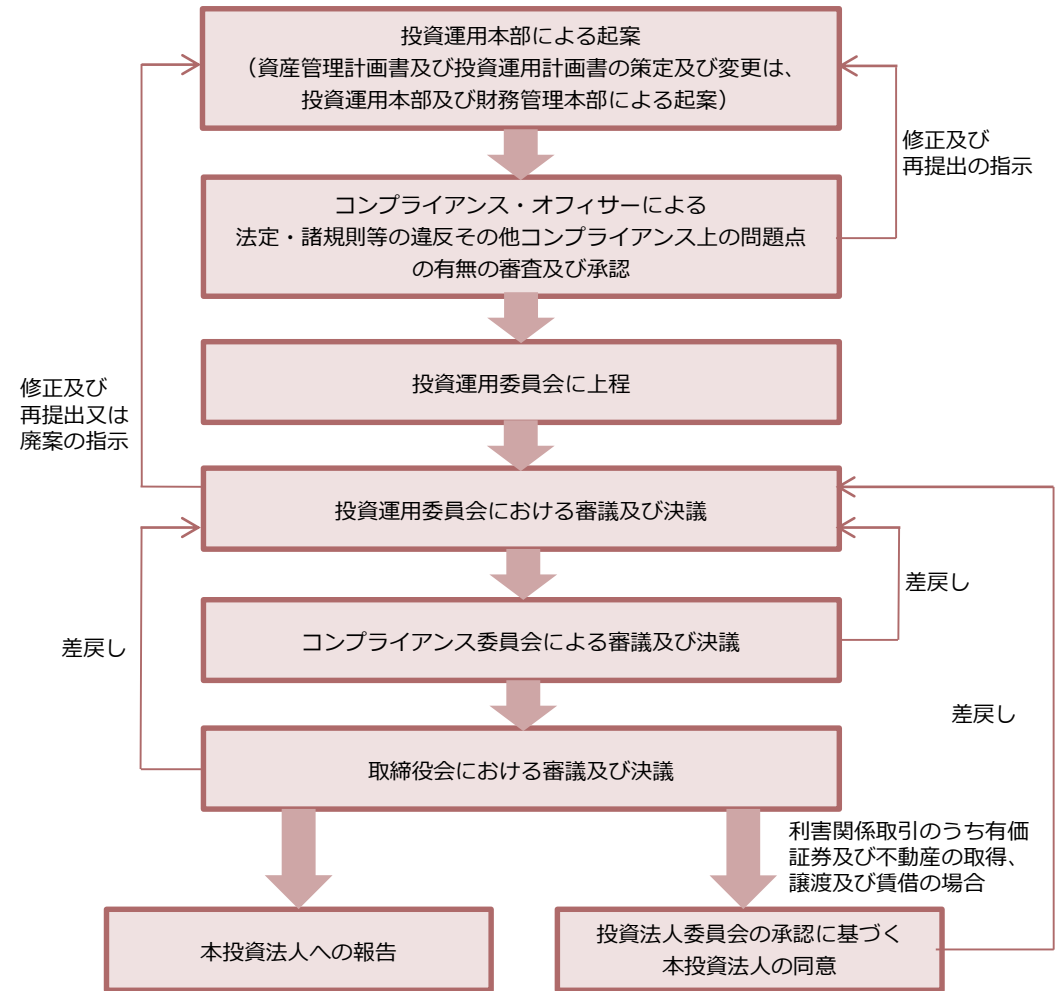 投資運用本部による起案
（資産管理計画書及び投資運用計画書の策定及び変更は、
投資運用本部及び財務管理本部による起案）
修正及び
再提出の指示
コンプライアンス・オフィサーによる
法定・諸規則等の違反その他コンプライアンス上の問題点
の有無の審査及び承認
投資運用委員会に上程
修正及び
再提出又は
廃案の指示
投資運用委員会における審議及び決議
差戻し
コンプライアンス委員会による審議及び決議
差戻し
差戻し
取締役会における審議及び決議
利害関係取引のうち有価
証券及び不動産の取得、
譲渡及び賃借の場合
本投資法人への報告
投資法人委員会の承認に基づく
本投資法人の同意